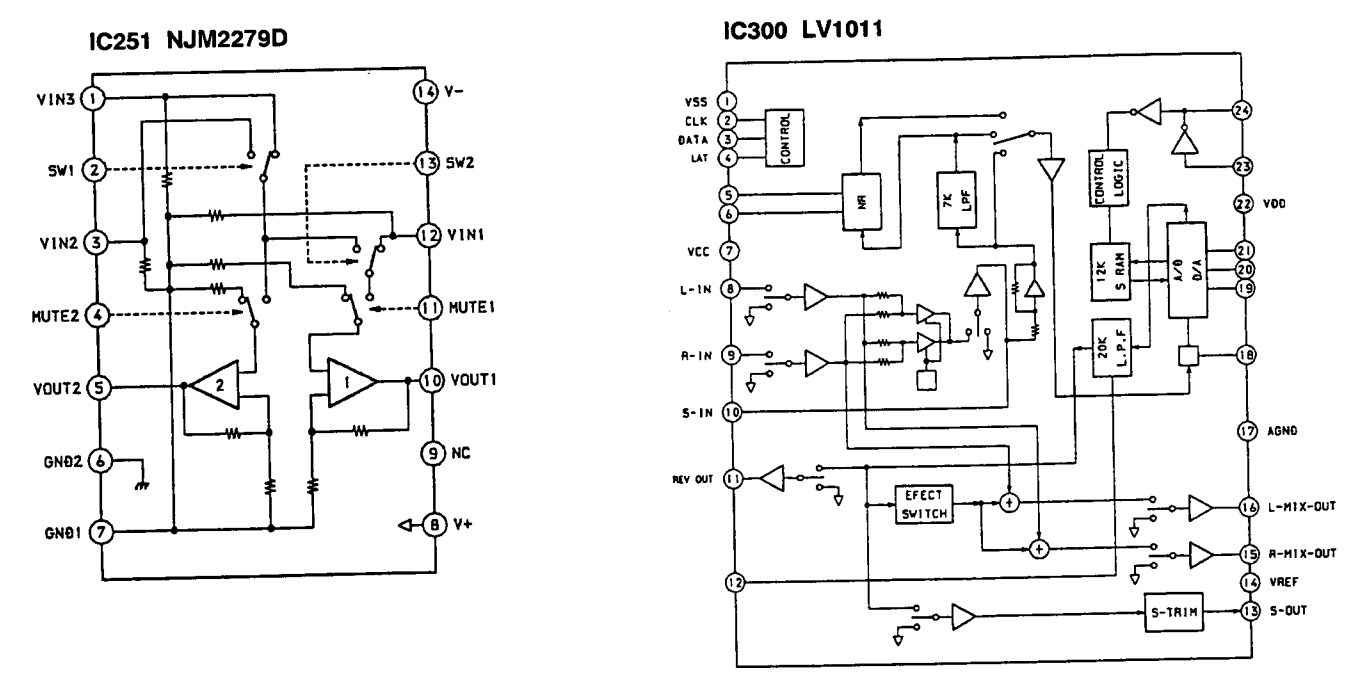 IC251 NJM2279D
VIN3 1
14 V-
SW1 2
13 SW2
VIN2 3
12 VIN1
MUTE2 4
11 MUTE1
VOUT2 5
2
1
10 VOUT1
GND2 6
9 NC
GND1 7
8 V+
IC300 LV1011
VSS 1
CLK 2
DATA 3
LAT 4
CONTROL
5
6
NR
7K
LPF
CONTROL
LOGIC
24
23
22 VDD
VCC 7
12K
S RAM
A/D
D/A
21
20
19
L-IN 8
R-IN 9
20K
L.P.F
18
S-IN 10
17 AGND
REV OUT 11
EFECT
SWITCH
+
16 L-MIX-OUT
+
15 R-MIX-OUT
12
14 VREF
S-TRIM
13 S-OUT